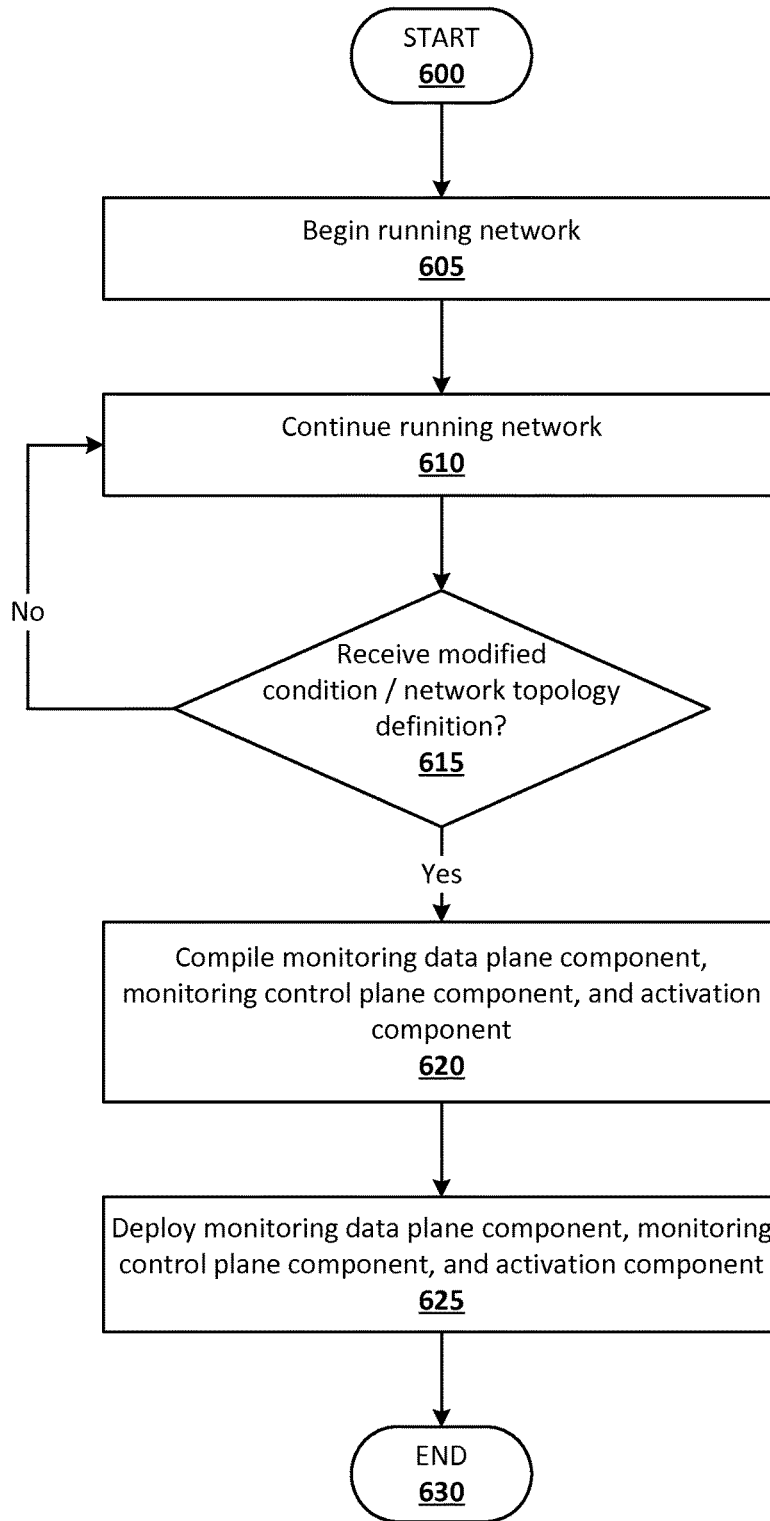 START
600
Begin running network
605
Continue running network
610
No
Receive modified
condition / network topology
definition?
615
Yes
Compile monitoring data plane component,
monitoring control plane component, and activation
component
620
Deploy monitoring data plane component, monitoring
control plane component, and activation component
625
END
630